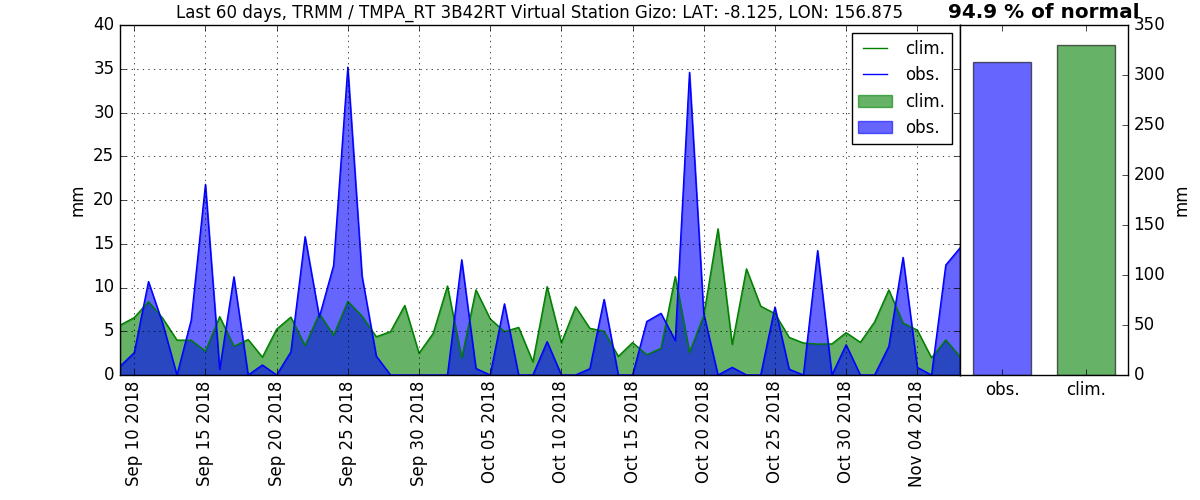 Last 60 days, TRMM / TMPA_RT 3B42RT Virtual Station Gizo: LAT: -8.125, LON: 156.875
94.9 % of normal
40
35
30
25
20
15
10
5
0
mm
clim.
obs.
clim.
obs.
350
300
250
200
150
100
50
0
mm
obs.
clim.
Sep 10 2018
Sep 15 2018
Sep 20 2018
Sep 25 2018
Sep 30 2018
Oct 05 2018
Oct 10 2018
Oct 15 2018
Oct 20 2018
Oct 25 2018
Oct 30 2018
Nov 04 2018